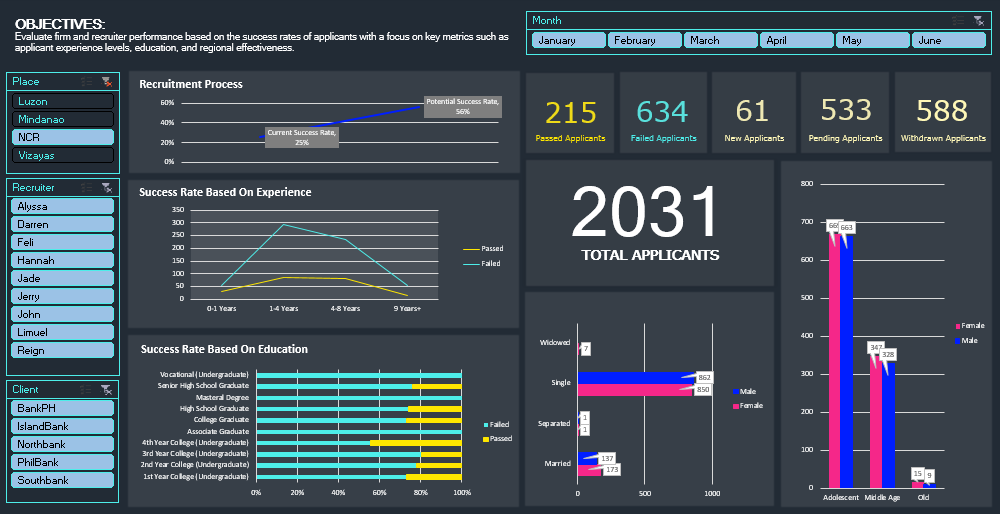 OBJECTIVES:
Evaluate firm and recruiter performance based on the success rates of applicants with a focus on key metrics such as
applicant experience levels, education, and regional effectiveness.
Month
January
February
March
April
May
June
Place
Luzon
Mindanao
NCR
Vizayas
Recruiter
Alyssa
Darren
Feli
Hannah
Jade
Jerry
John
Limuel
Reign
Client
BankPH
IslandBank
Northbank
PhilBank
Southbank
Recruitment Process
60%
40%
20%
0%
Current Success Rate,
25%
Potential Success Rate,
56%
Success Rate Based On Experience
350
300
250
200
150
100
50
0
0-1 Years
1-4 Years
4-8 Years
9 Years+
Passed
Failed
Success Rate Based On Education
Vocational (Undergraduate)
Senior High School Graduate
Masteral Degree
High School Graduate
College Graduate
Associate Graduate
4th Year College (Undergraduate)
3rd Year College (Undergraduate)
2nd Year College (Undergraduate)
1st Year College (Undergraduate)
0%
20%
40%
60%
80%
100%
Failed
Passed
215
Passed Applicants
634
Failed Applicants
61
New Applicants
533
Pending Applicants
588
Withdrawn Applicants
2031
TOTAL APPLICANTS
Widowed
Single
Separated
Married
7
862
850
1
1
137
173
0
500
1000
Male
Female
800
700
600
500
400
300
200
100
0
663
347
328
15
9
Adolescent
Middle Age
Old
Female
Male